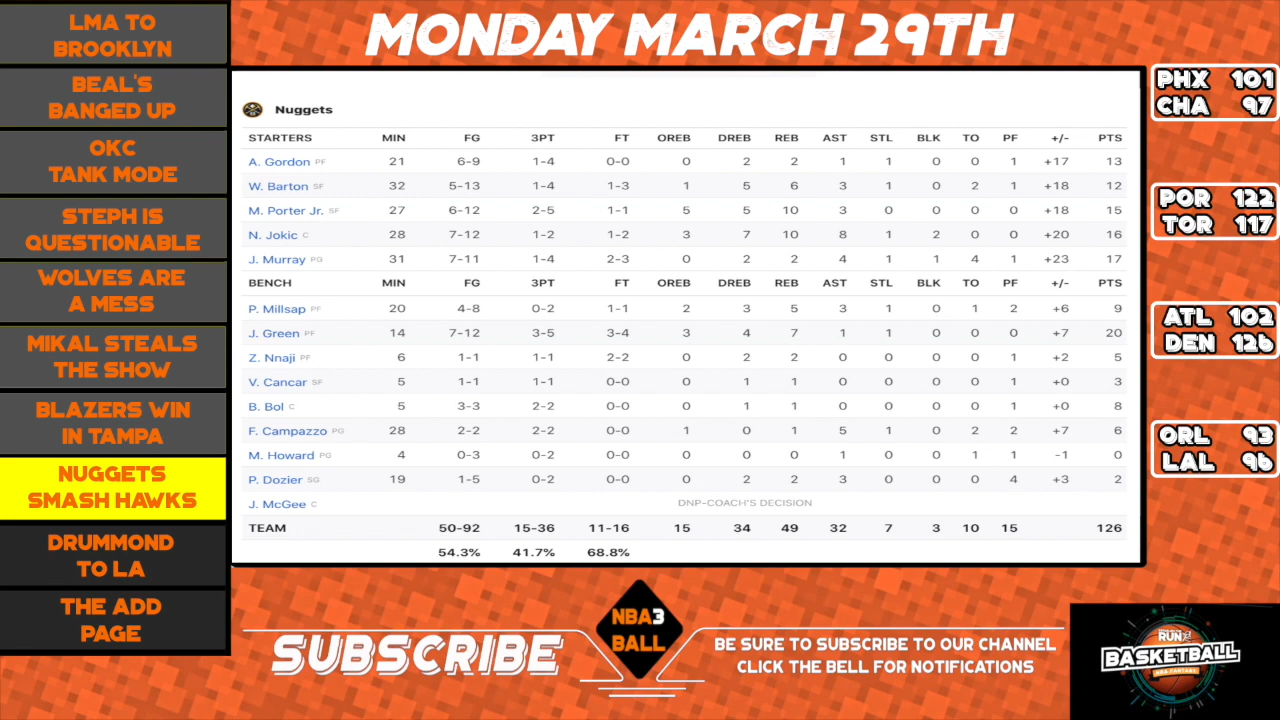 LMA TO
BROOKLYN
BEAL'S
BANGED UP
OKC
TANK MODE
STEPH IS
QUESTIONABLE
WOLVES ARE
A MESS
MIKAL STEALS
THE SHOW
BLAZERS WIN
IN TAMPA
NUGGETS
SMASH HAWKS
DRUMMOND
TO LA
THE ADD
PAGE
MONDAY MARCH 29TH
Nuggets
STARTERS MIN FG 3PT FT OREB DREB REB AST STL BLK TO PF +/- PTS
A. Gordon PF 21 6-9 1-4 0-0 0 2 2 1 1 0 0 1 +17 13
W. Barton SF 32 5-13 1-4 1-3 1 5 6 3 1 0 2 1 +18 12
M. Porter Jr. SF 27 6-12 2-5 1-1 5 5 10 3 0 0 0 0 +18 15
N. Jokic C 28 7-12 1-2 1-2 3 7 10 8 1 2 0 0 +20 16
J. Murray PG 31 7-11 1-4 2-3 0 2 2 4 1 1 4 1 +23 17
BENCH MIN FG 3PT FT OREB DREB REB AST STL BLK TO PF +/- PTS
P. Millsap PF 20 4-8 0-2 1-1 2 3 5 3 1 0 1 2 +6 9
J. Green PF 14 7-12 3-5 3-4 3 4 7 1 1 0 0 0 +7 20
Z. Nnaji PF 6 1-1 1-1 2-2 0 2 2 0 0 0 0 1 +2 5
V. Cancar SF 5 1-1 1-1 0-0 0 1 1 0 0 0 0 1 +0 3
B. Bol C 5 3-3 2-2 0-0 0 1 1 0 0 0 0 1 +0 8
F. Campazzo PG 28 2-2 2-2 0-0 1 0 1 5 1 0 2 2 +7 6
M. Howard PG 4 0-3 0-2 0-0 0 0 0 1 0 0 1 1 -1 0
P. Dozier SG 19 1-5 0-2 0-0 0 2 2 3 0 0 0 4 +3 2
J. McGee C DNP-COACH'S DECISION
TEAM 50-92 15-36 11-16 15 34 49 32 7 3 10 15 126
54.3% 41.7% 68.8%
PHX 101
CHA 97
POR 122
TOR 117
ATL 102
DEN 126
ORL 93
LAL 96
SUBSCRIBE
NBA3
BALL
BE SURE TO SUBSCRIBE TO OUR CHANNEL
CLICK THE BELL FOR NOTIFICATIONS
RUN
BASKETBALL